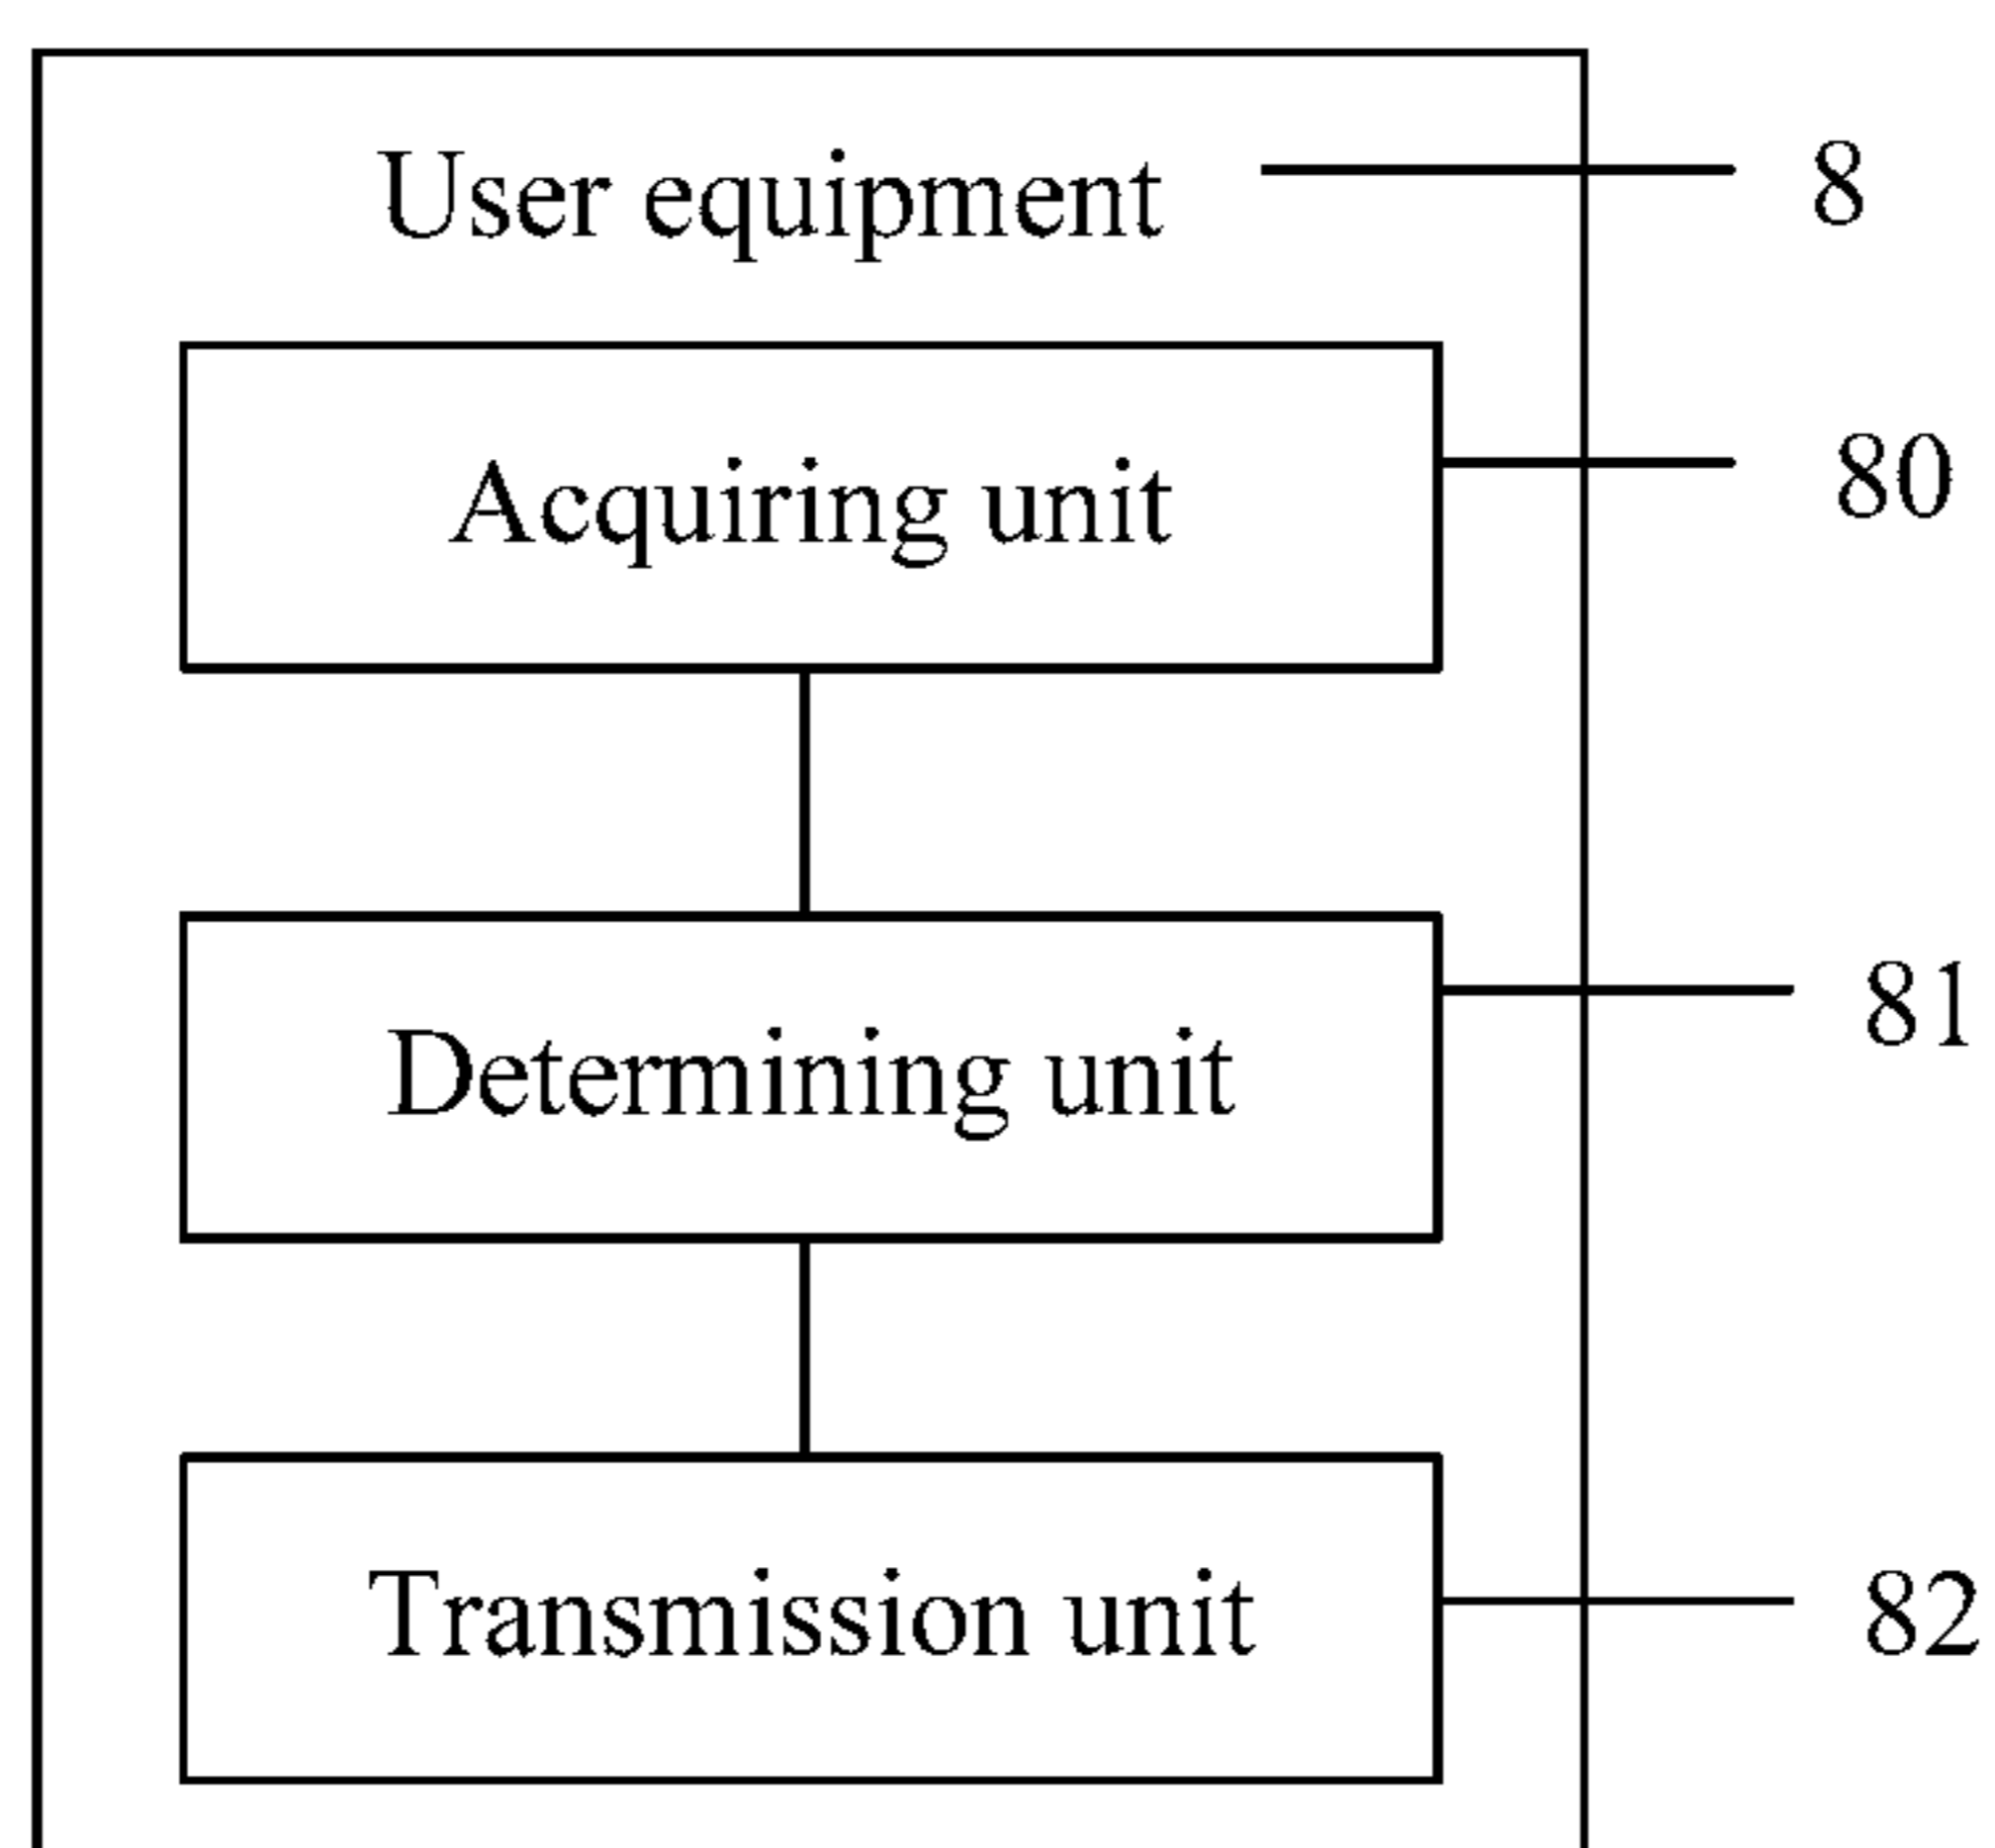 User equipment 8
Acquiring unit 80
Determining unit 81
Transmission unit 82